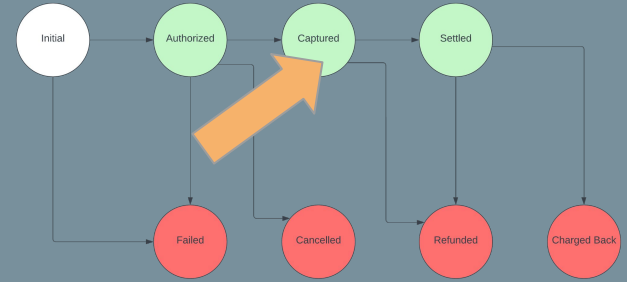 Initial
Authorized
Captured
Settled
Failed
Cancelled
Refunded
Charged Back